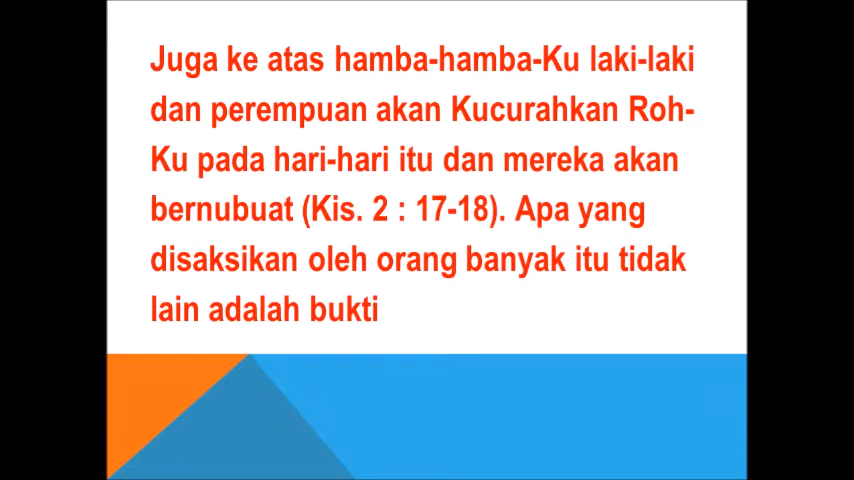 Juga ke atas hamba-hamba-Ku laki-laki
dan perempuan akan Kucurahkan Roh-
Ku pada hari-hari itu dan mereka akan
bernubuat (Kis. 2 : 17-18). Apa yang
disaksikan oleh orang banyak itu tidak
lain adalah bukti